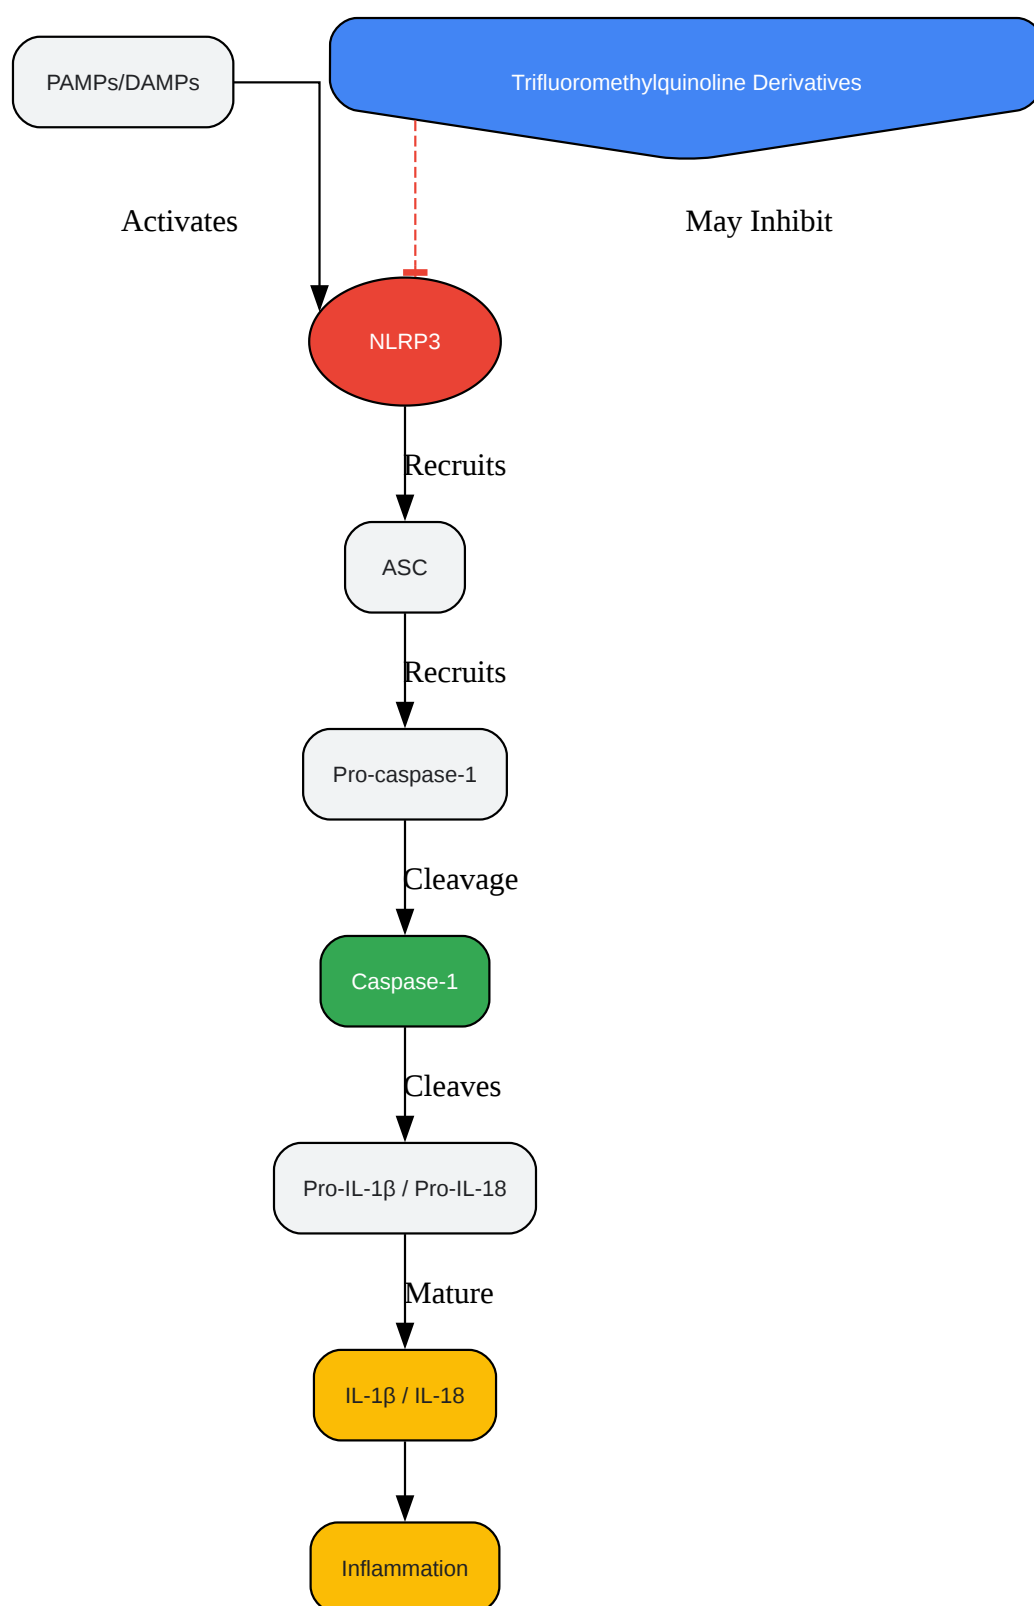 PAMPs/DAMPs
Trifluoromethylquinoline Derivatives
Activates
May Inhibit
NLRP3
Recruits
ASC
Recruits
Pro-caspase-1
Cleavage
Caspase-1
Cleaves
Pro-IL-1β / Pro-IL-18
Mature
IL-1β / IL-18
Inflammation